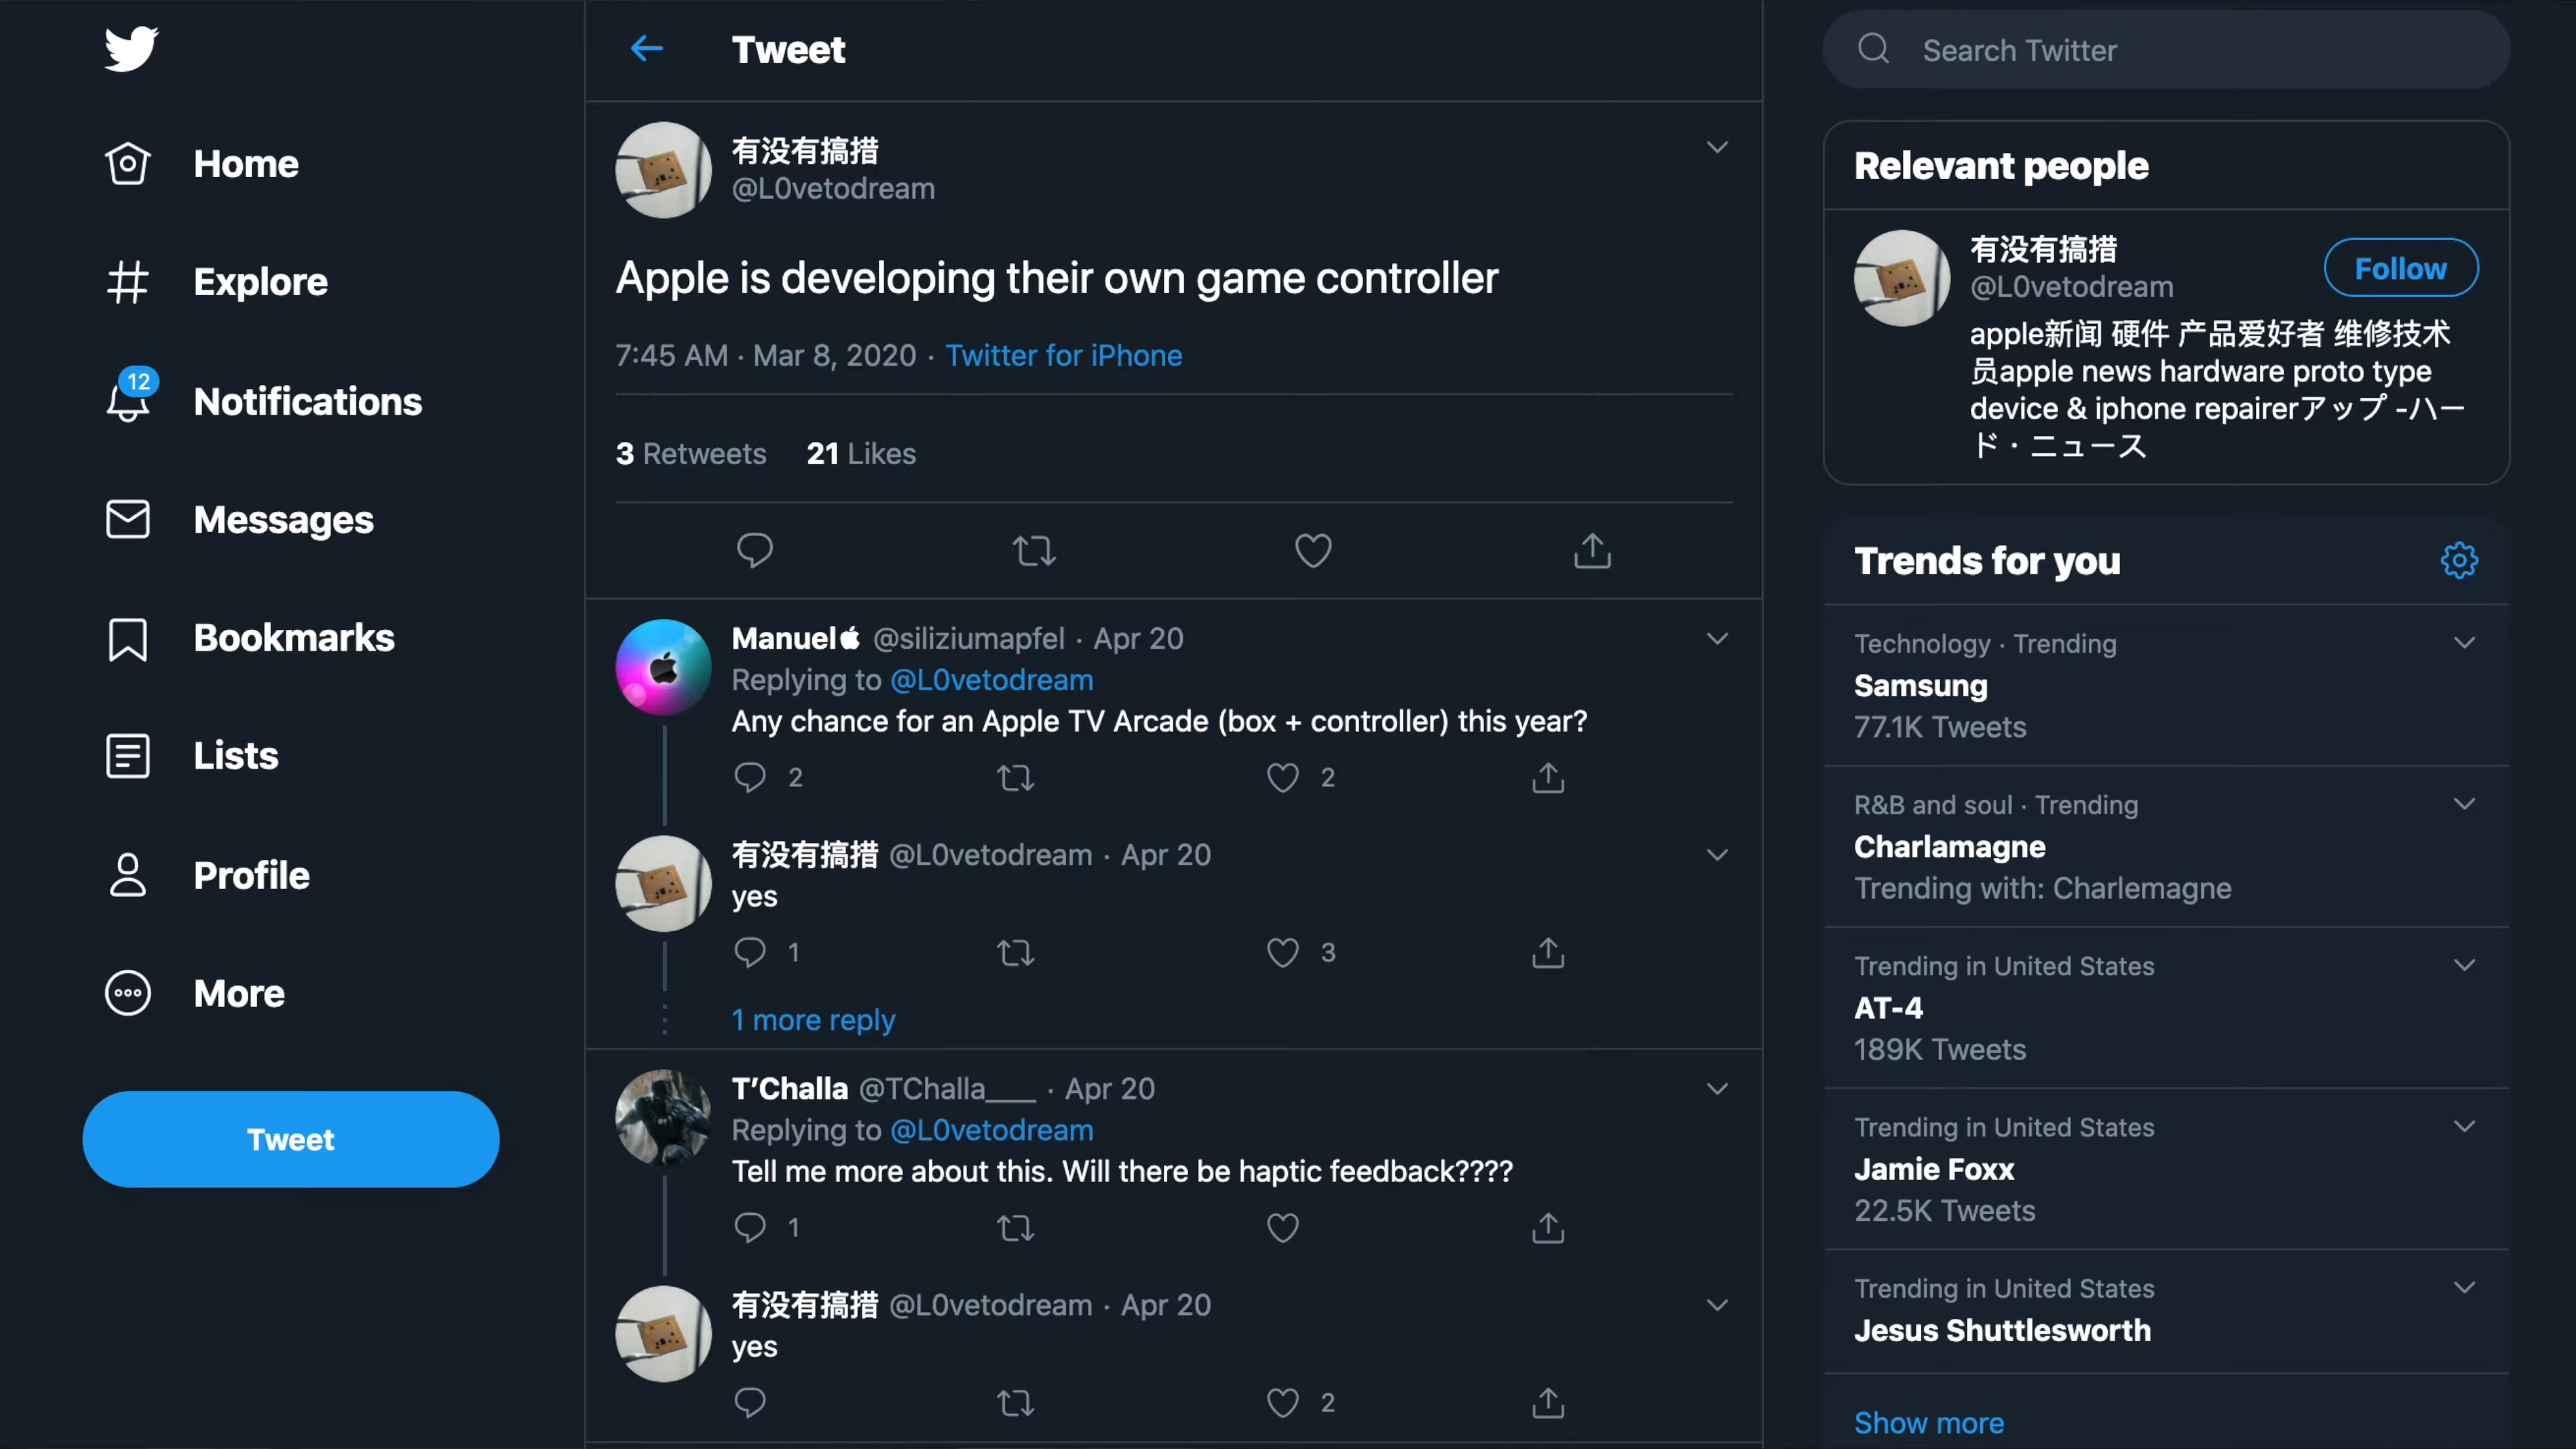 Home
Explore
12
Notifications
Messages
Bookmarks
Lists
Profile
More
Tweet
Tweet
有没有搞措
@L0vetodream
Apple is developing their own game controller
7:45 AM · Mar 8, 2020 · Twitter for iPhone
3 Retweets 21 Likes
Manuel @siliziumapfel · Apr 20
Replying to @L0vetodream
Any chance for an Apple TV Arcade (box + controller) this year?
2 2
有没有搞措 @L0vetodream · Apr 20
yes
1 3
1 more reply
T'Challa @TChalla____ · Apr 20
Replying to @L0vetodream
Tell me more about this. Will there be haptic feedback????
1
有没有搞措 @L0vetodream · Apr 20
yes
2
Search Twitter
Relevant people
有没有搞措
@L0vetodream
Follow
apple新闻 硬件 产品爱好者 维修技术
员apple news hardware proto type
device & iphone repairerアップ -ハー
ド・ニュース
Trends for you
Technology · Trending
Samsung
77.1K Tweets
R&B and soul · Trending
Charlamagne
Trending with: Charlemagne
Trending in United States
AT-4
189K Tweets
Trending in United States
Jamie Foxx
22.5K Tweets
Trending in United States
Jesus Shuttlesworth
Show more